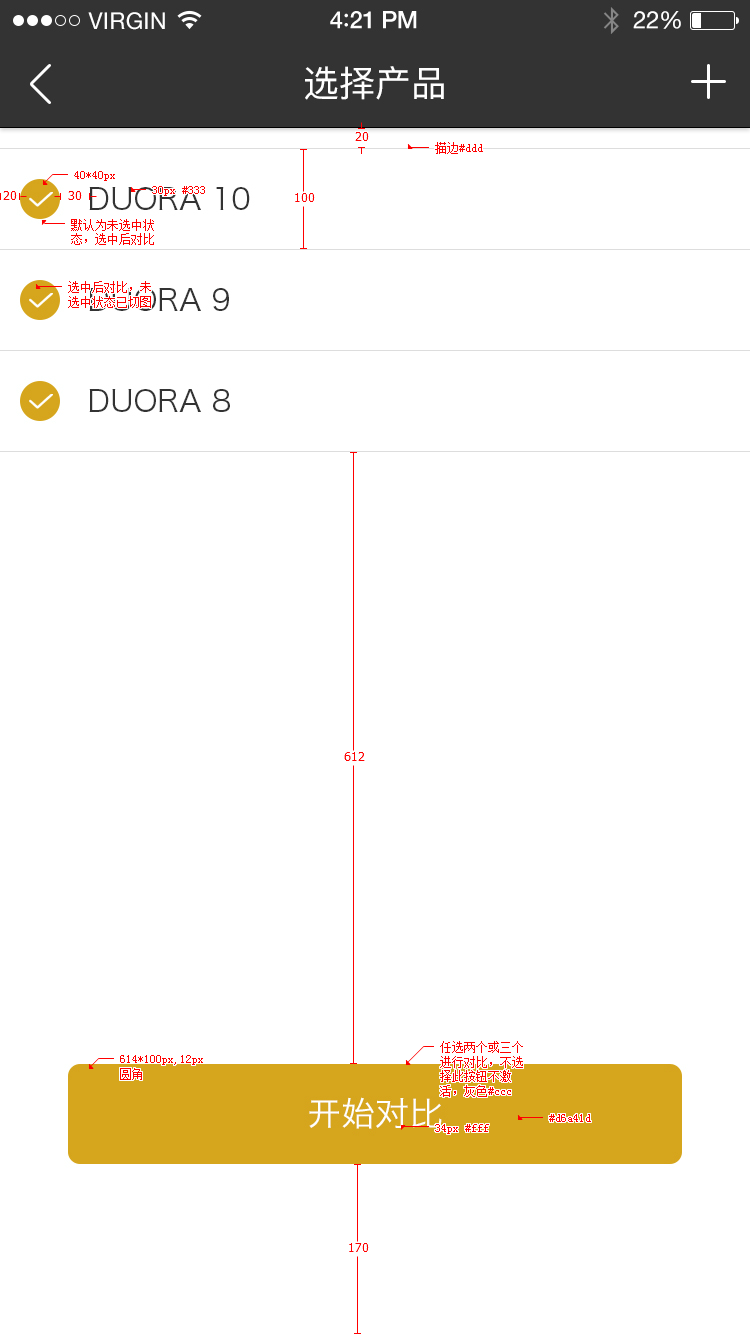 VIRGIN 4:21 PM 22%
选择产品
20
描边#ddd
40*40px
20
30
30px #333
DUORA 10
100
默认为未选中状
态，选中后对比
选中后对比，未
选中状态已切图
DUORA 9
DUORA 8
612
任选两个或三个
进行对比，不选
择此按钮不激
活，灰色#ccc
614*100px,12px
圆角
开始对比
34px #fff
#d6a41d
170